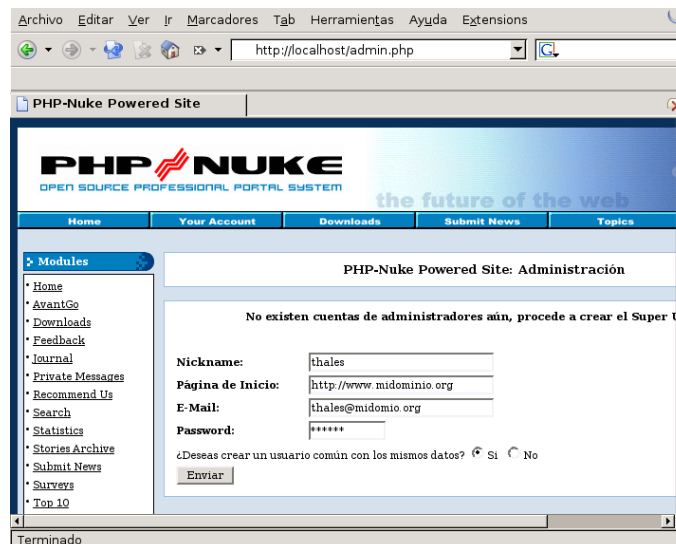 Archivo Editar Ver Ir Marcadores Tab Herramientas Ayuda Extensions
http://localhost/admin.php G
PHP-Nuke Powered Site
PHP NUKE
OPEN SOURCE PROFESSIONAL PORTAL SYSTEM
the future of the web
Home Your Account Downloads Submit News Topics
Modules
PHP-Nuke Powered Site: Administración
· Home
· AvantGo
· Downloads
· Feedback
· Journal
· Private Messages
· Recommend Us
· Search
· Statistics
· Stories Archive
· Submit News
· Surveys
· Top 10
No existen cuentas de administradores aún, procede a crear el Super U
Nickname: thales
Página de Inicio: http://www.midominio.org
E-Mail: thales@midomio.org
Password: ******
¿Deseas crear un usuario común con los mismos datos? Si No
Enviar
Terminado